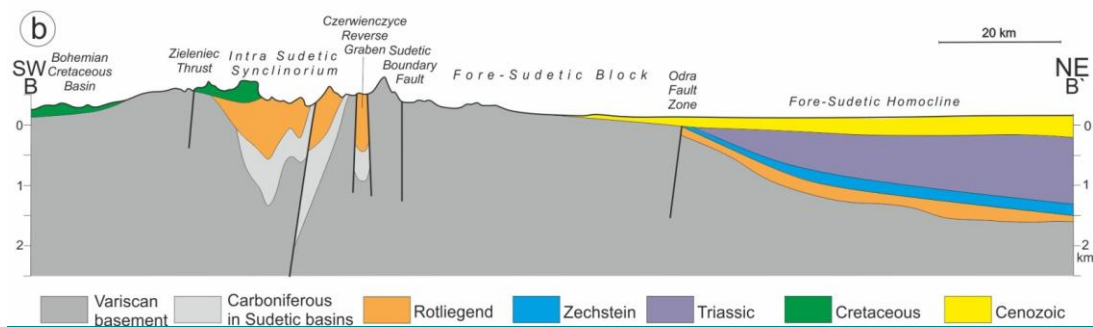 b
SW
B
Bohemian
Cretaceous
Basin
Zieleniec
Thrust
Intra Sudetic
Synclinorium
Czerwienczyce
Reverse
Graben
Sudetic
Boundary
Fault
Fore-Sudetic Block
Odra
Fault
Zone
20 km
Fore-Sudetic Homocline
NE
B`
0
1
2
0
1
2
km
Variscan
basement
Carboniferous
in Sudetic basins
Rotliegend
Zechstein
Triassic
Cretaceous
Cenozoic